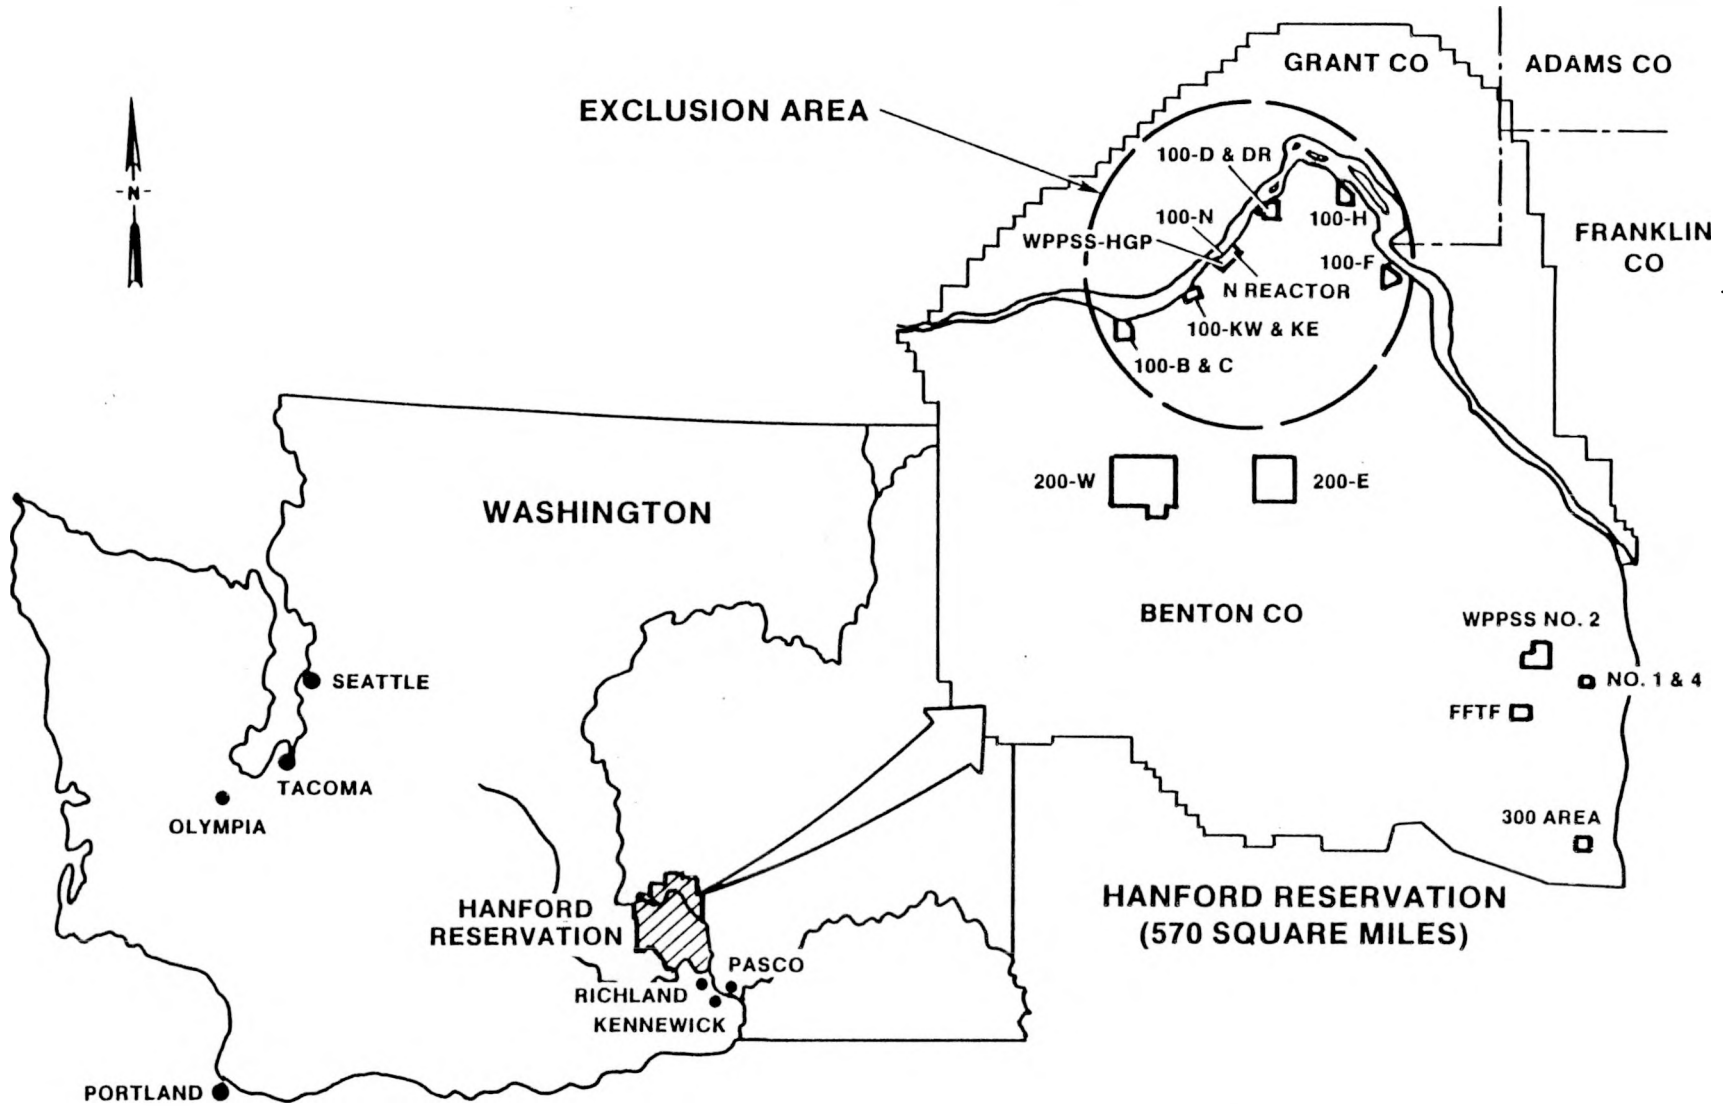 GRANT CO
ADAMS CO
EXCLUSION AREA
100-D & DR
-N-
100-N
100-H
WPPSS-HGP
FRANKLIN
CO
100-F
N REACTOR
100-KW & KE
100-B & C
200-W
200-E
WASHINGTON
BENTON CO
WPPSS NO. 2
SEATTLE
NO. 1 & 4
FFTF
TACOMA
OLYMPIA
300 AREA
HANFORD
RESERVATION
HANFORD RESERVATION
(570 SQUARE MILES)
PASCO
RICHLAND
KENNEWICK
PORTLAND